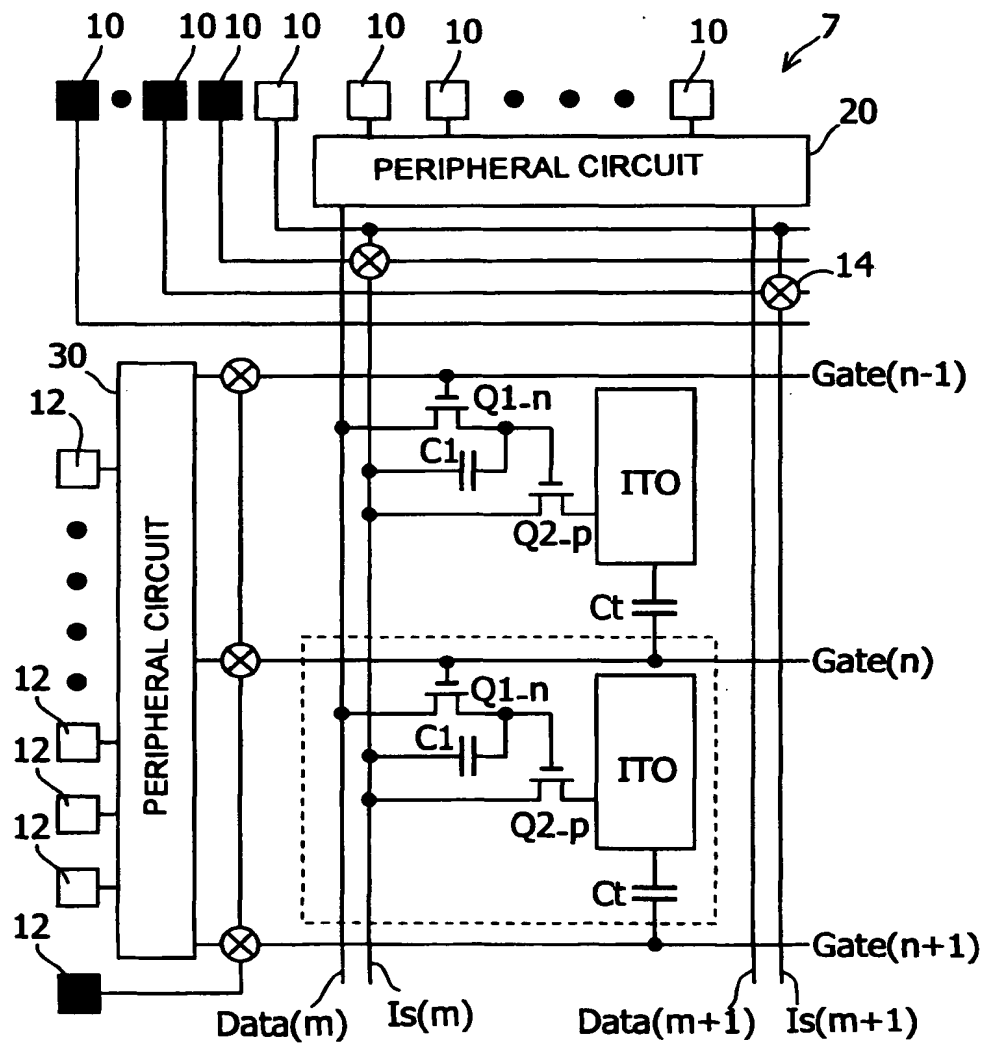 10 10 10 10 10 10 10 7
20
PERIPHERAL CIRCUIT
14
30
Gate(n-1)
12
Q1-n
C1
ITO
Q2-p
PERIPHERAL CIRCUIT
Ct
Gate(n)
12
Q1-n
C1
12
ITO
Q2-p
12
Ct
12
Gate(n+1)
Data(m) Is(m) Data(m+1) Is(m+1)